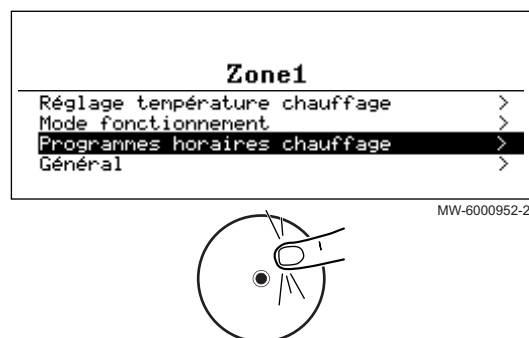 Zone1
Réglage température chauffage >
Mode fonctionnement >
Programmes horaires chauffage >
Général >
MW-6000952-2